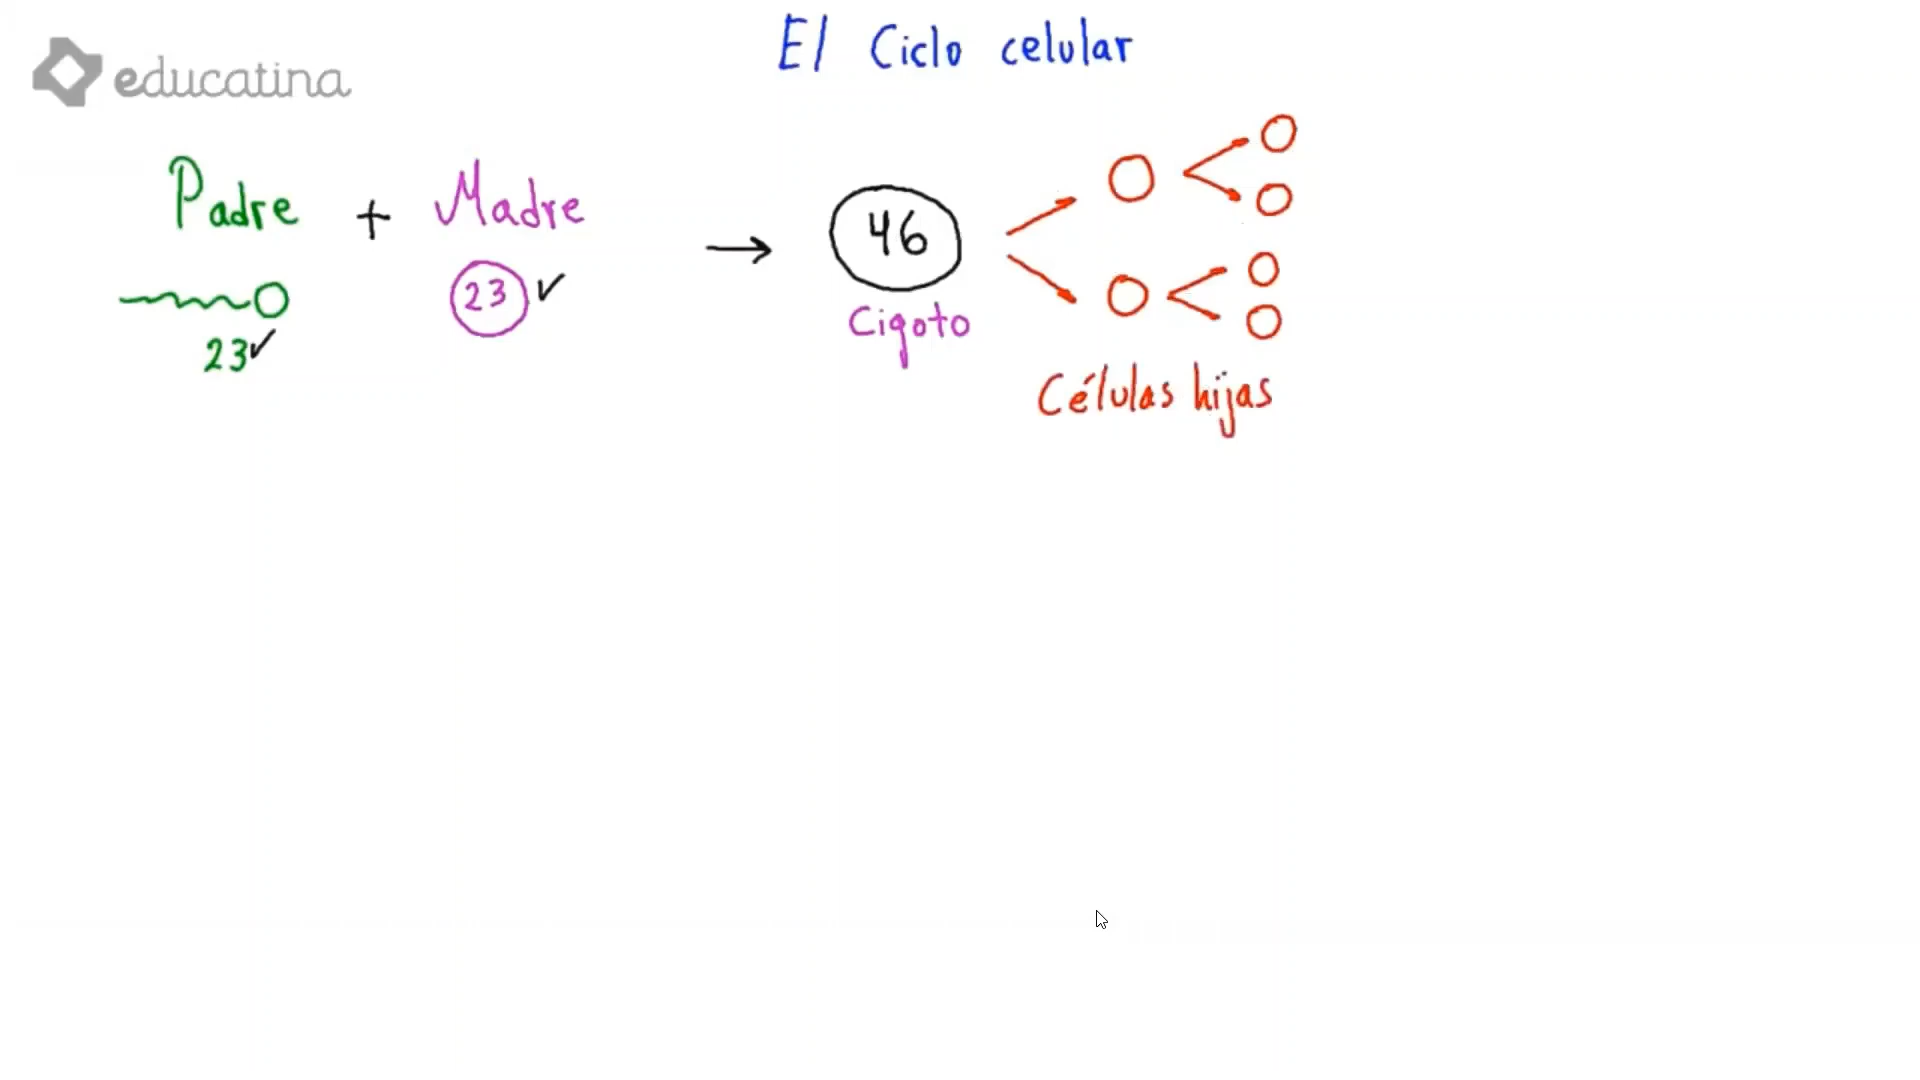 El Ciclo celular
educatina
Padre + Madre
46
23
23
Cigoto
Células hijas